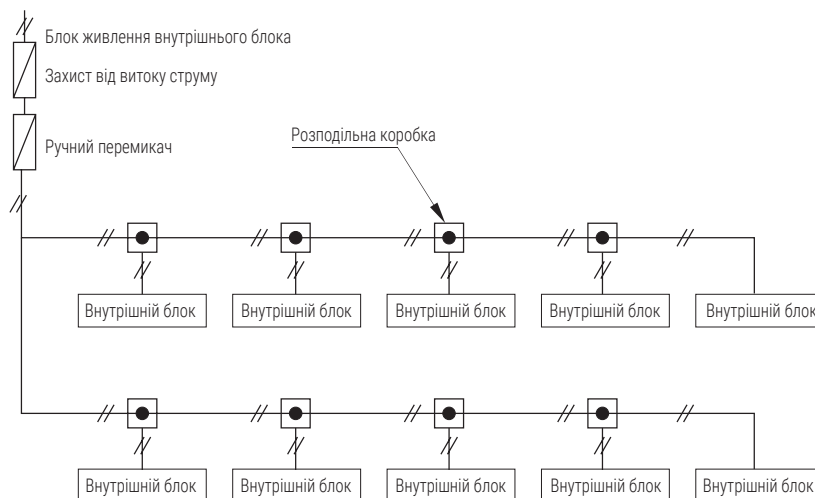 Блок живлення внутрішнього блока
Захист від витоку струму
Ручний перемикач
Розподільна коробка
Внутрішній блок
Внутрішній блок
Внутрішній блок
Внутрішній блок
Внутрішній блок
Внутрішній блок
Внутрішній блок
Внутрішній блок
Внутрішній блок
Внутрішній блок